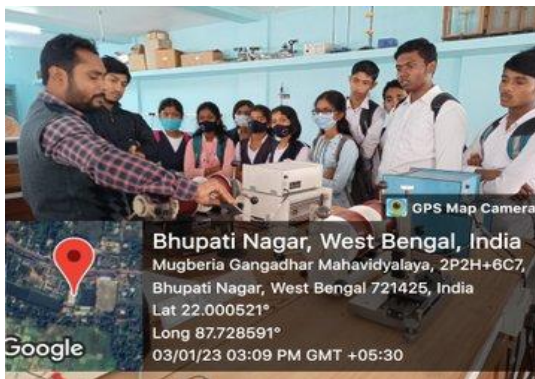 GPS Map Camera
Bhupati Nagar, West Bengal, India
Mugberia Gangadhar Mahavidyalaya, 2P2H+6C7,
Bhupati Nagar, West Bengal 721425, India
Lat 22.000521°
Long 87.728591°
03/01/23 03:09 PM GMT +05:30
Google